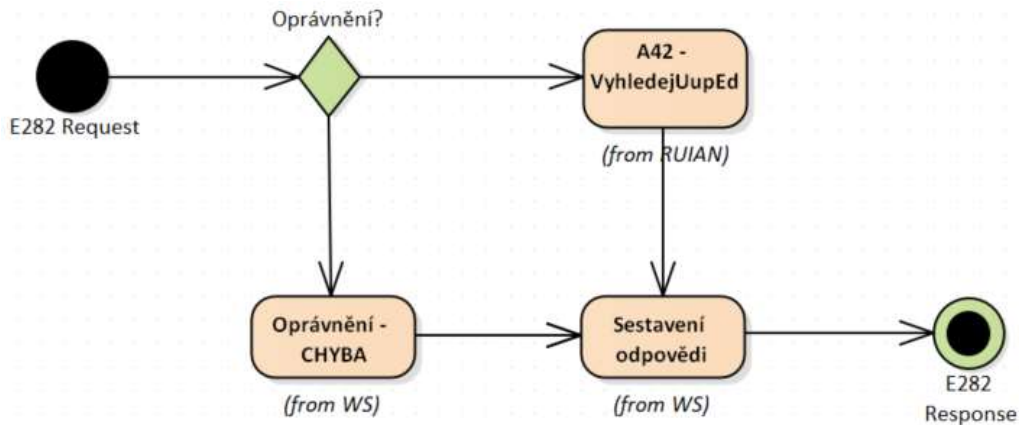 Oprávnění?
A42 -
VyhledejUupEd
E282 Request
(from RUIAN)
Oprávnění -
CHYBA
Sestavení
odpovědi
(from WS)
(from WS)
E282
Response